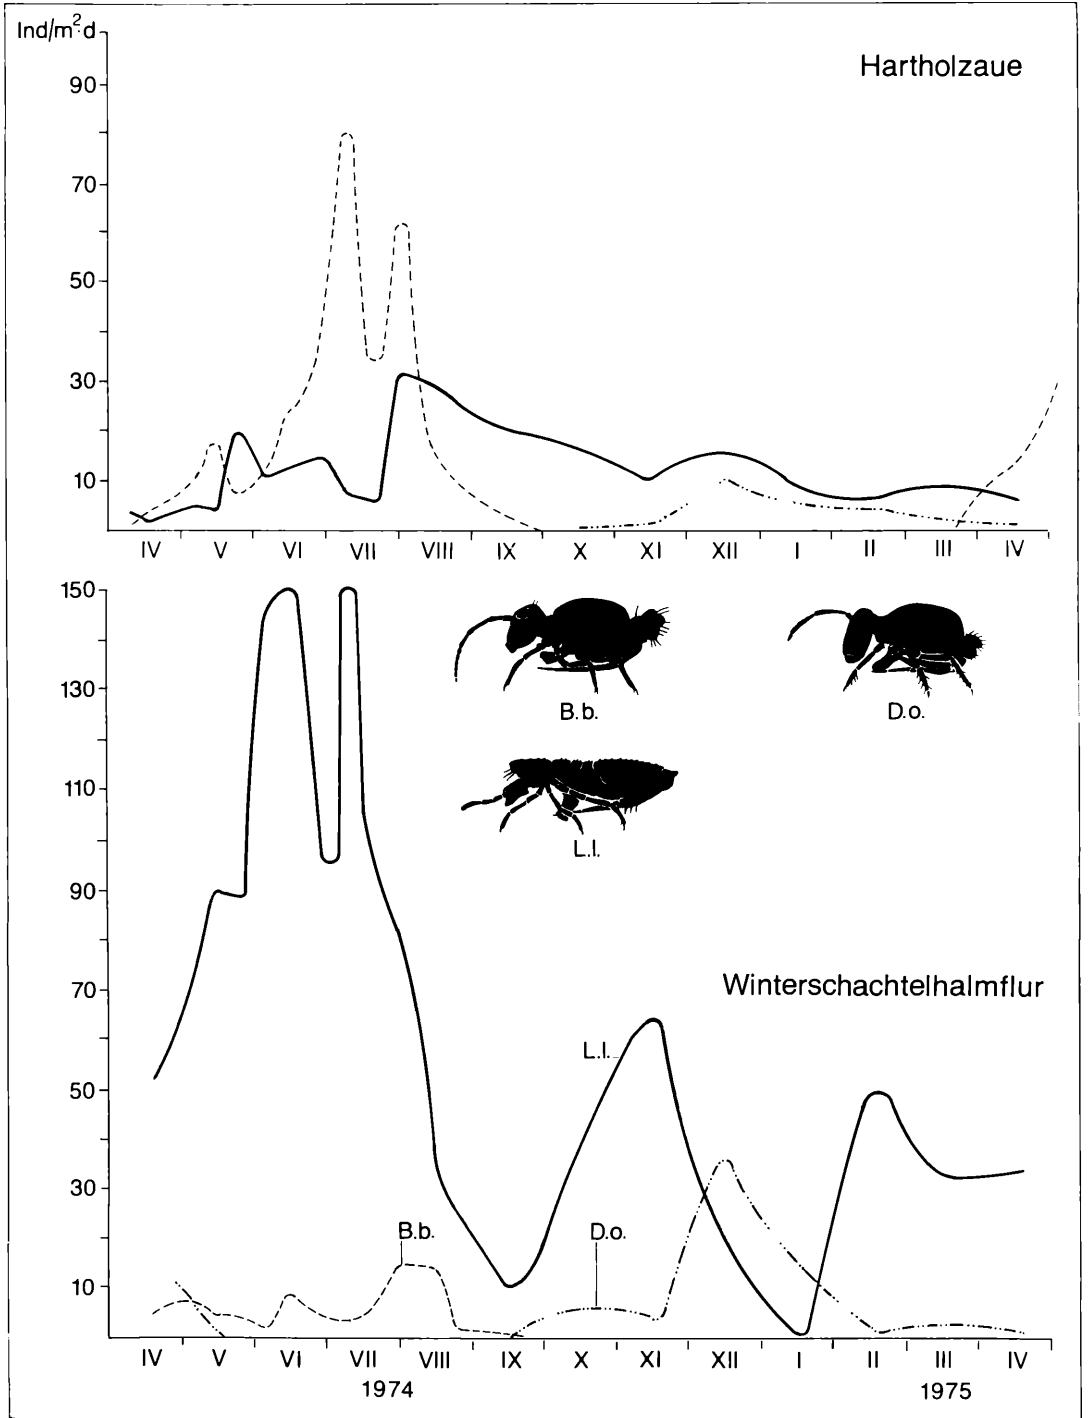 Ind/m²·d
Hartholzaue
90
70
50
30
10
IV V VI VII VIII IX X XI XII I II III IV
150
130
110
90
70
50
30
10
B.b.
D.o.
L.l.
Winterschachtelhalmflur
L.l.
B.b.
D.o.
IV V VI VII VIII IX X XI XII I II III IV
1974 1975